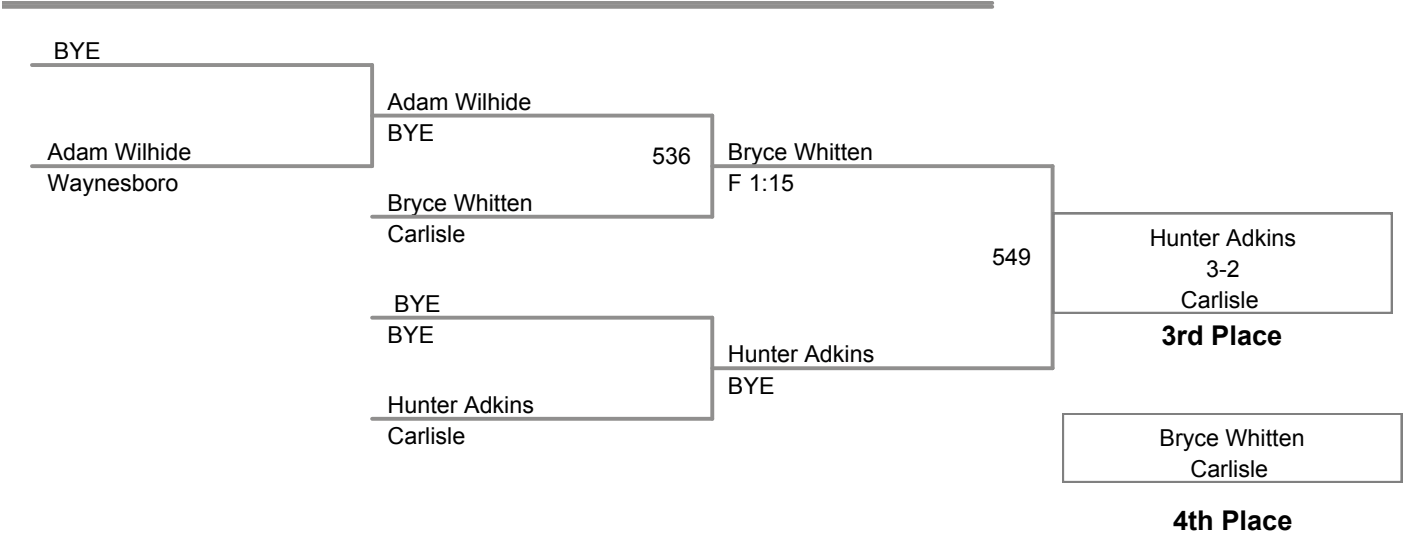 BYE
Adam Wilhide
Waynesboro
Adam Wilhide
BYE
536
Bryce Whitten
Carlisle
Bryce Whitten
F 1:15
BYE
BYE
Hunter Adkins
Carlisle
Hunter Adkins
BYE
549
Hunter Adkins
3-2
Carlisle
3rd Place
Bryce Whitten
Carlisle
4th Place